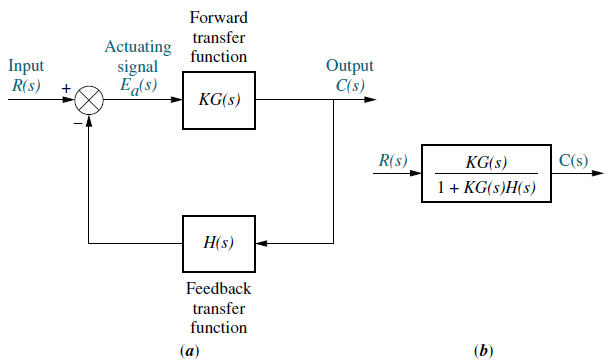 Forward
transfer
function
Actuating
signal
Ea(s)
Input
R(s)
+
−
KG(s)
Output
C(s)
H(s)
Feedback
transfer
function
(a)
R(s)
KG(s)
1 + KG(s)H(s)
C(s)
(b)